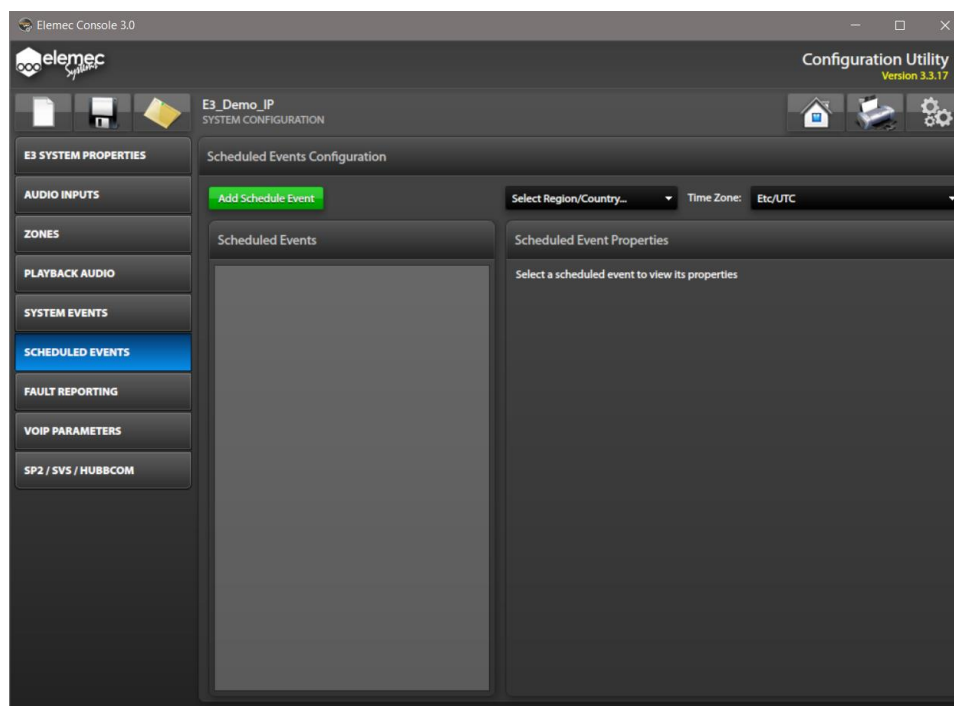 Elemec Console 3.0
elemec
Systems
Configuration Utility
Version 3.3.17
E3_Demo_IP
SYSTEM CONFIGURATION
E3 SYSTEM PROPERTIES
AUDIO INPUTS
ZONES
PLAYBACK AUDIO
SYSTEM EVENTS
SCHEDULED EVENTS
FAULT REPORTING
VOIP PARAMETERS
SP2 / SVS / HUBBCOM
Scheduled Events Configuration
Add Schedule Event
Select Region/Country...
Time Zone:
Etc/UTC
Scheduled Events
Scheduled Event Properties
Select a scheduled event to view its properties